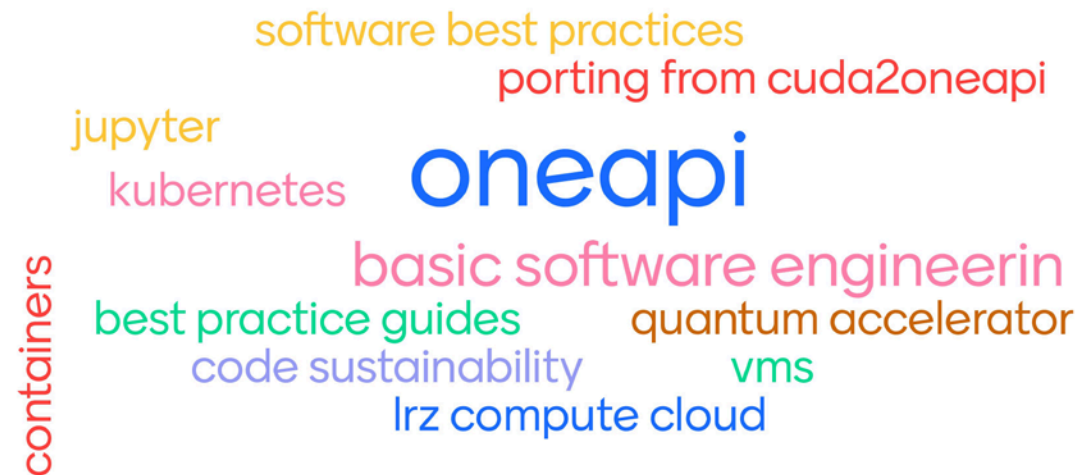 software best practices
porting from cuda2oneapi
jupyter
oneapi
kubernetes
basic software engineerin
containers
best practice guides
quantum accelerator
code sustainability
vms
lrz compute cloud